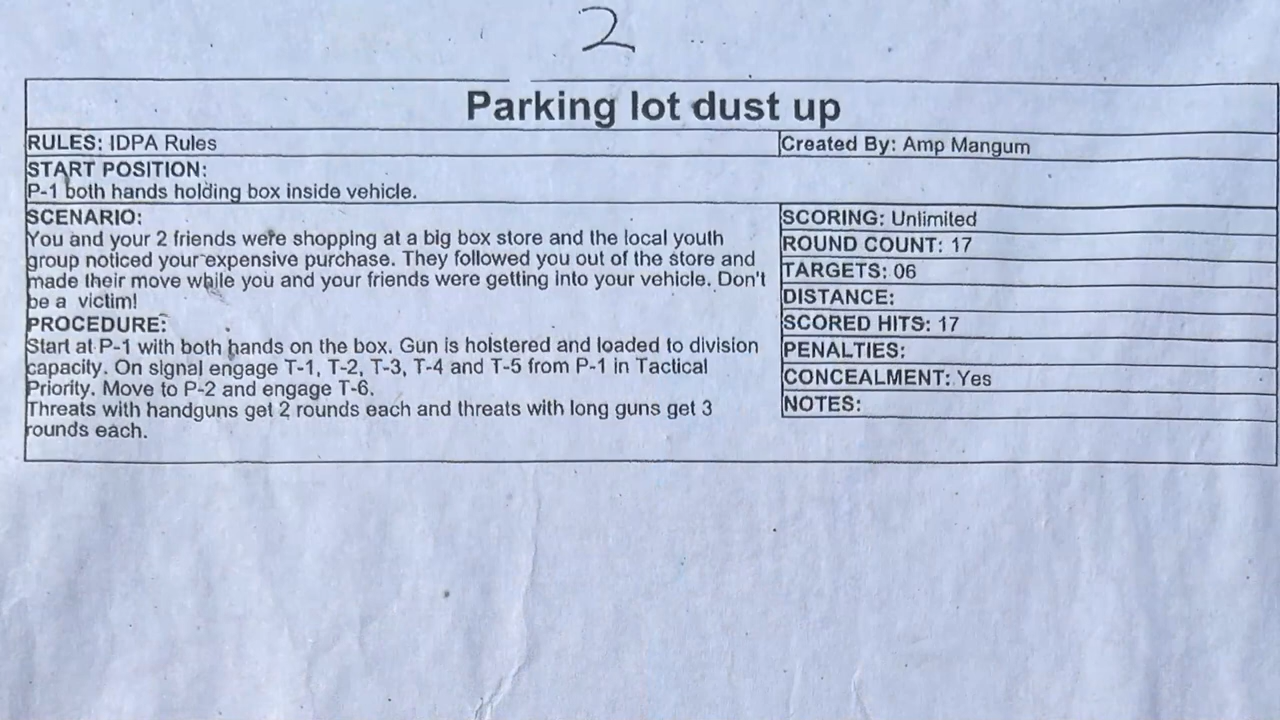 2
Parking lot dust up
RULES: IDPA Rules
Created By: Amp Mangum
START POSITION:
P-1 both hands holding box inside vehicle.
SCENARIO:
You and your 2 friends were shopping at a big box store and the local youth
group noticed your expensive purchase. They followed you out of the store and
made their move while you and your friends were getting into your vehicle. Don't
be a victim!
PROCEDURE:
Start at P-1 with both hands on the box. Gun is holstered and loaded to division
capacity. On signal engage T-1, T-2, T-3, T-4 and T-5 from P-1 in Tactical
Priority. Move to P-2 and engage T-6.
Threats with handguns get 2 rounds each and threats with long guns get 3
rounds each.
SCORING: Unlimited
ROUND COUNT: 17
TARGETS: 06
DISTANCE:
SCORED HITS: 17
PENALTIES:
CONCEALMENT: Yes
NOTES: